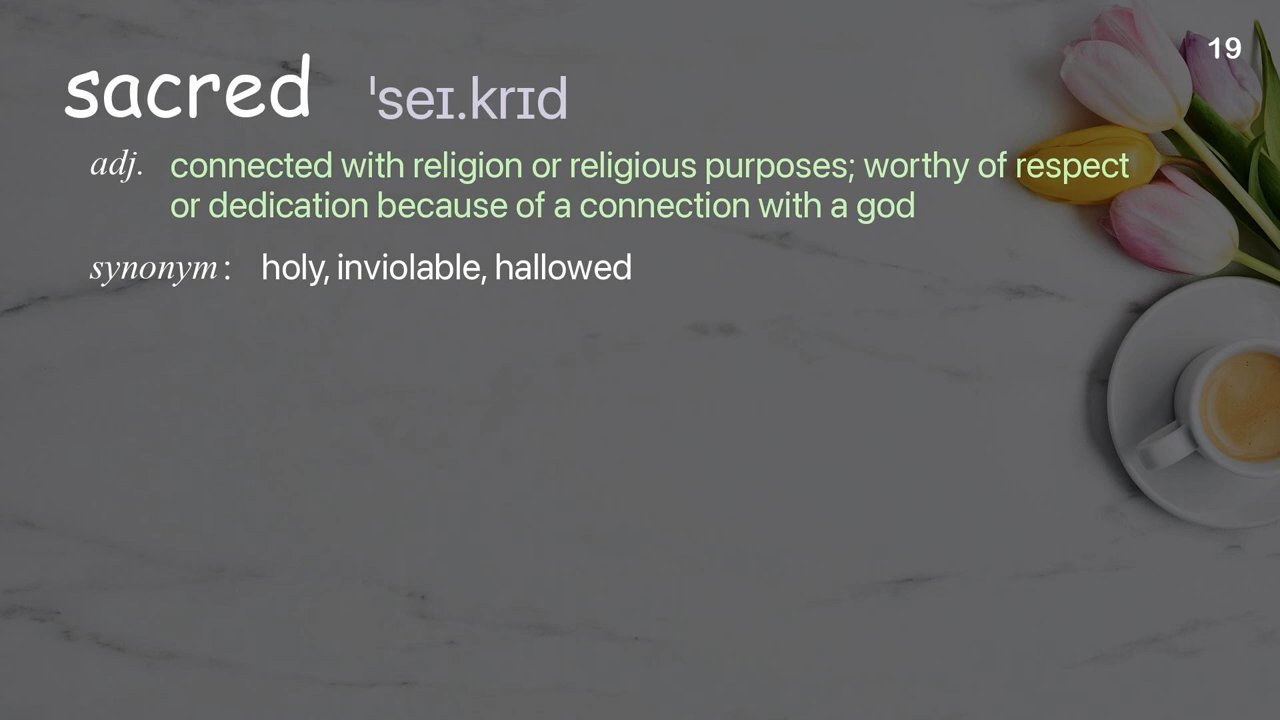 19
sacred ˈseɪ.krɪd
adj. connected with religion or religious purposes; worthy of respect
or dedication because of a connection with a god
synonym: holy, inviolable, hallowed